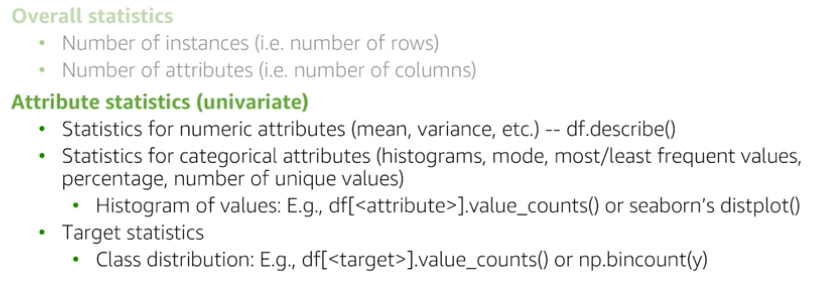 Overall statistics
• Number of instances (i.e. number of rows)
• Number of attributes (i.e. number of columns)
Attribute statistics (univariate)
• Statistics for numeric attributes (mean, variance, etc.) -- df.describe()
• Statistics for categorical attributes (histograms, mode, most/least frequent values,
percentage, number of unique values)
• Histogram of values: E.g., df[<attribute>].value_counts() or seaborn's distplot()
• Target statistics
• Class distribution: E.g., df[<target>].value_counts() or np.bincount(y)